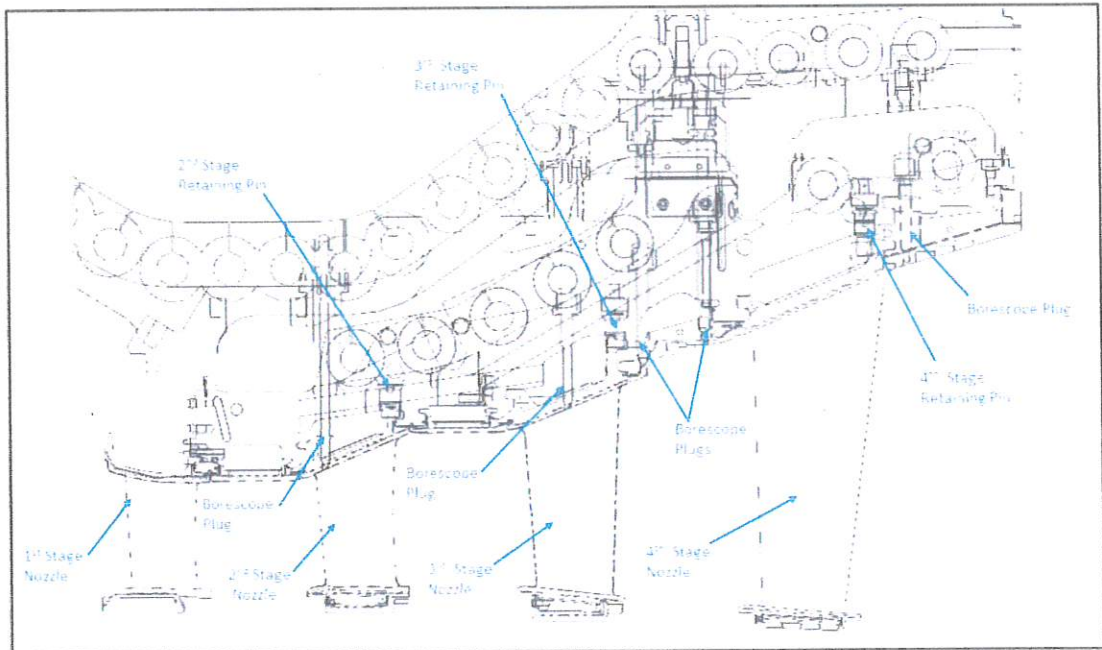 3rd Stage
Retaining Pin
2nd Stage
Retaining Pin
Borescope Plug
4th Stage
Retaining Pin
Borescope
Plugs
Borescope
Plug
Borescope
Plug
1st Stage
Nozzle
2nd Stage
Nozzle
3rd Stage
Nozzle
4th Stage
Nozzle